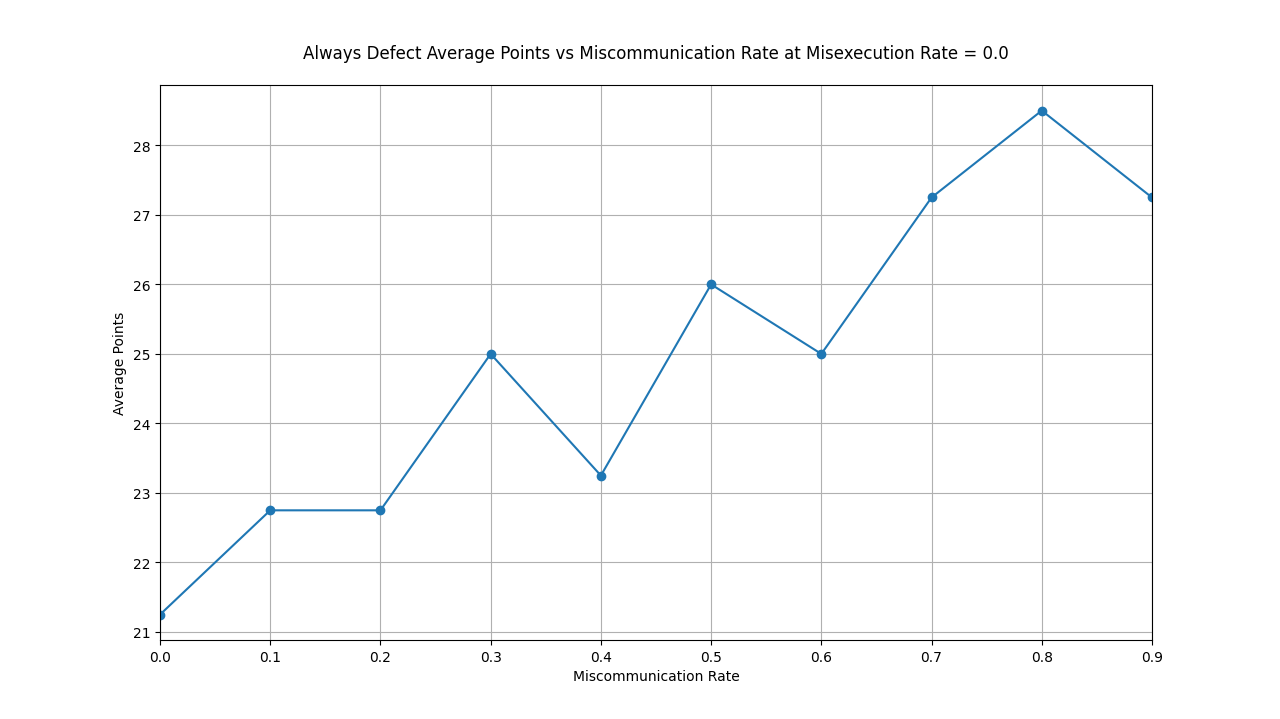 Always Defect Average Points vs Miscommunication Rate at Misexecution Rate = 0.0
28
27
26
25
24
23
22
21
Average Points
0.0 0.1 0.2 0.3 0.4 0.5 0.6 0.7 0.8 0.9
Miscommunication Rate